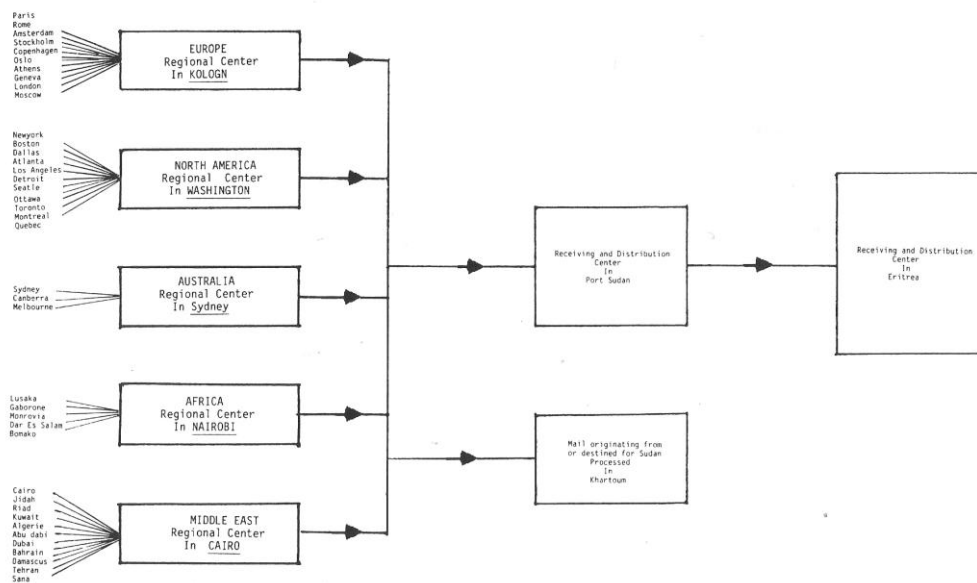 Paris
Rome
Amsterdam
Stockholm
Copenhagen
Oslo
Athens
Geneva
London
Moscow
EUROPE
Regional Center
In KOLOGN
Newyork
Boston
Dallas
Atlanta
Los Angeles
Detroit
Seatle
Ottawa
Toronto
Montreal
Quebec
NORTH AMERICA
Regional Center
In WASHINGTON
Sydney
Canberra
Melbourne
AUSTRALIA
Regional Center
In Sydney
Lusaka
Gaborone
Monrovia
Dar Es Salam
Bomako
AFRICA
Regional Center
In NAIROBI
Cairo
Jidah
Riad
Kuwait
Algerie
Abu dabi
Dubai
Bahrain
Damascus
Tehran
Sana
MIDDLE EAST
Regional Center
In CAIRO
Receiving and Distribution
Center
In
Port Sudan
Mail originating from
or destined for Sudan
Processed
In
Khartoum
Receiving and Distribution
Center
In
Eritrea